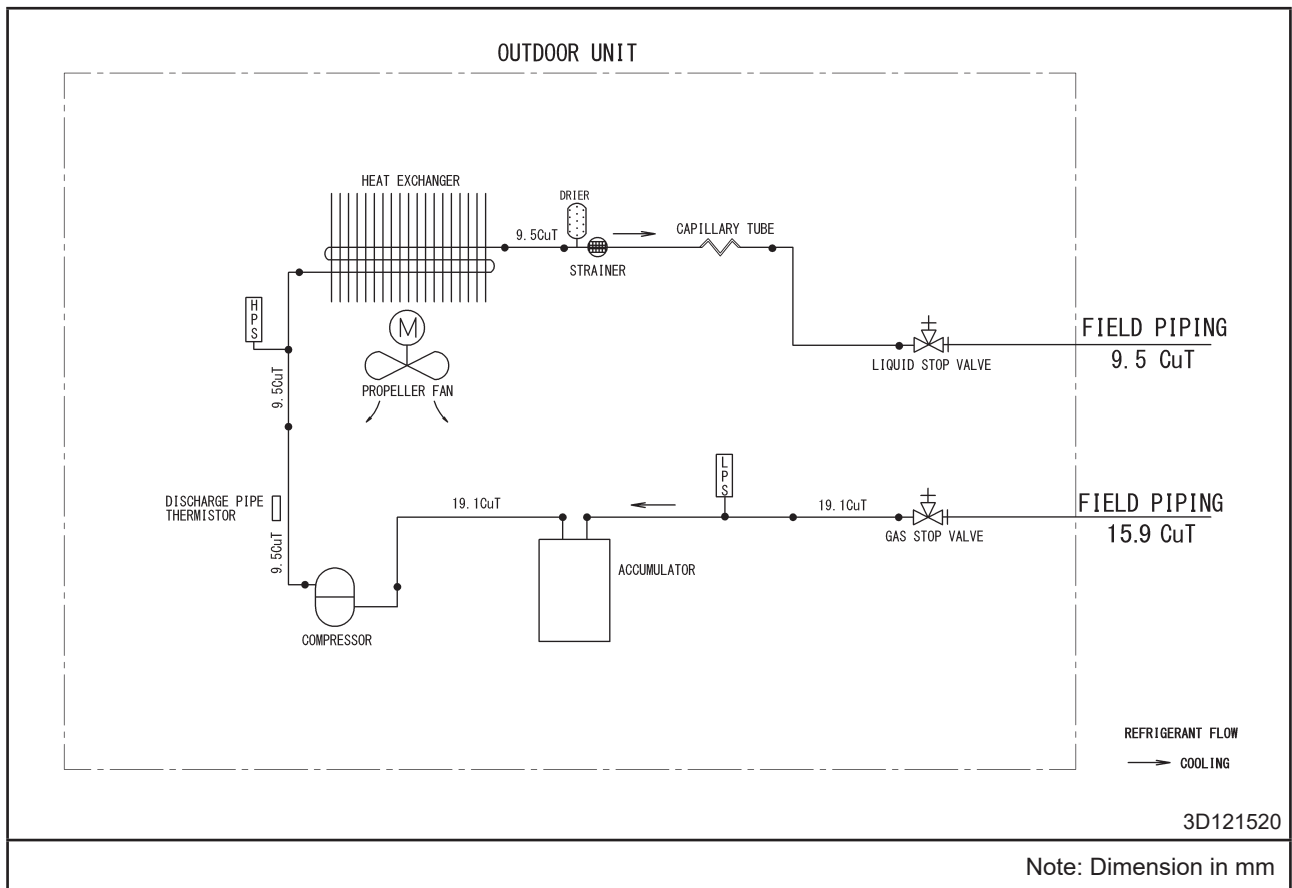 OUTDOOR UNIT
HEAT EXCHANGER
DRIER
9.5CuT
CAPILLARY TUBE
STRAINER
HPS
M
FIELD PIPING
9.5 CuT
LIQUID STOP VALVE
9.5CuT
PROPELLER FAN
LPS
DISCHARGE PIPE
THERMISTOR
19.1CuT
19.1CuT
FIELD PIPING
15.9 CuT
GAS STOP VALVE
9.5CuT
ACCUMULATOR
COMPRESSOR
REFRIGERANT FLOW
COOLING
3D121520
Note: Dimension in mm